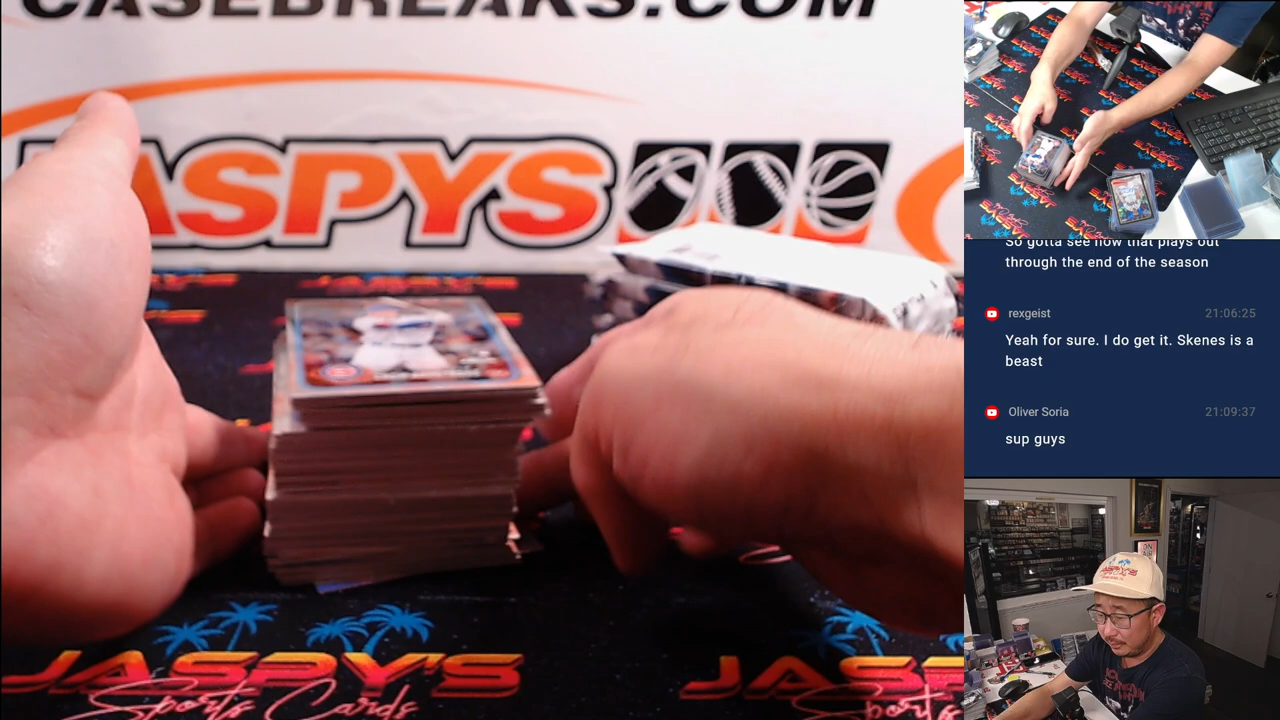 CASEBREAKS.COM
JASPYS
JASPY'S
Sports Cards
JASPY'S
Sports
So gotta see how that plays out
through the end of the season
rexgeist 21:06:25
Yeah for sure. I do get it. Skenes is a
beast
Oliver Soria 21:09:37
sup guys
JASPY'S